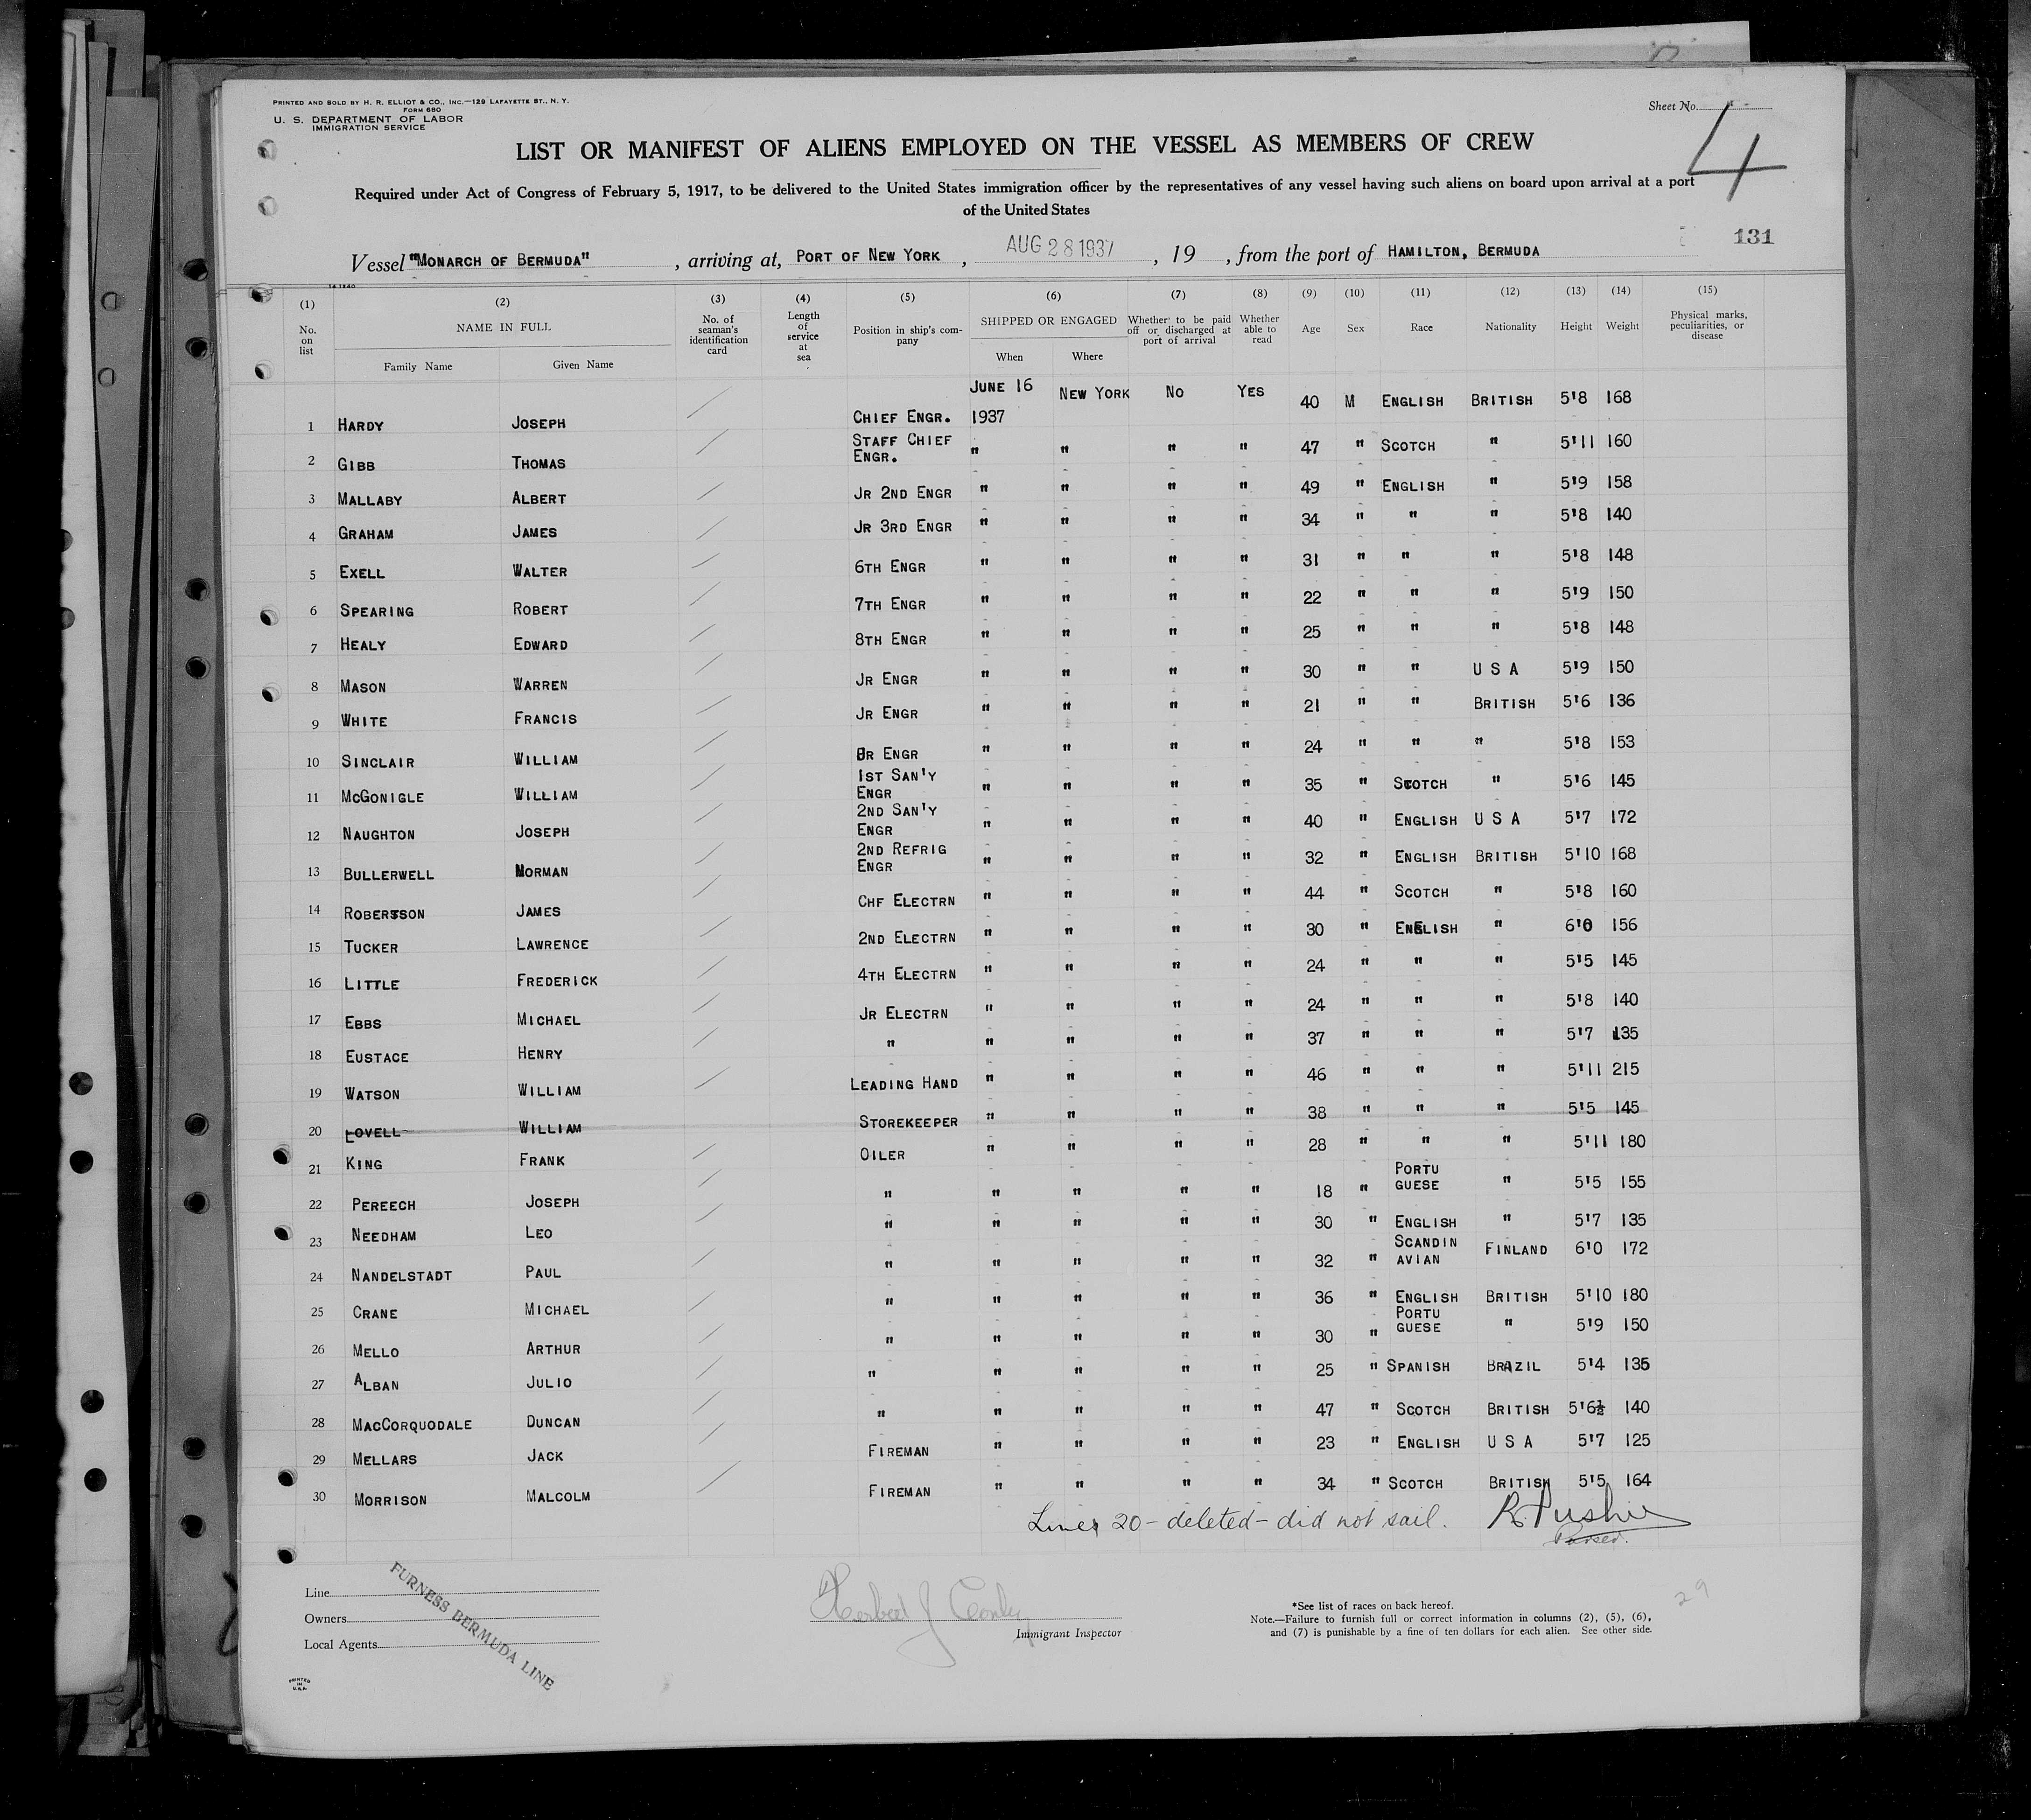 PRINTED AND SOLD BY H. R. ELLIOT & CO., INC.—129 LAFAYETTE ST., N. Y.
FORM 680
U. S. DEPARTMENT OF LABOR
IMMIGRATION SERVICE
Sheet No.
4
LIST OR MANIFEST OF ALIENS EMPLOYED ON THE VESSEL AS MEMBERS OF CREW
Required under Act of Congress of February 5, 1917, to be delivered to the United States immigration officer by the representatives of any vessel having such aliens on board upon arrival at a port
of the United States
131
Vessel "MONARCH OF BERMUDA" , arriving at, PORT OF NEW YORK , AUG 28 1937 , 19 , from the port of HAMILTON, BERMUDA
(1) (2) (3) (4) (5) (6) (7) (8) (9) (10) (11) (12) (13) (14) (15)
No. on list NAME IN FULL Family Name Given Name No. of seaman's identification card Length of service at sea Position in ship's company SHIPPED OR ENGAGED When Where Whether to be paid off or discharged at port of arrival Whether able to read Age Sex Race Nationality Height Weight Physical marks, peculiarities, or disease
1 HARDY JOSEPH CHIEF ENGR. JUNE 16 1937 NEW YORK NO YES 40 M ENGLISH BRITISH 5'8 168
2 GIBB THOMAS STAFF CHIEF ENGR. " " " " 47 " SCOTCH " 5'11 160
3 MALLABY ALBERT JR 2ND ENGR " " " " 49 " ENGLISH " 5'9 158
4 GRAHAM JAMES JR 3RD ENGR " " " " 34 " " " 5'8 140
5 EXELL WALTER 6TH ENGR " " " " 31 " " " 5'8 148
6 SPEARING ROBERT 7TH ENGR " " " " 22 " " " 5'9 150
7 HEALY EDWARD 8TH ENGR " " " " 25 " " " 5'8 148
8 MASON WARREN JR ENGR " " " " 30 " " U S A 5'9 150
9 WHITE FRANCIS JR ENGR " " " " 21 " " BRITISH 5'6 136
10 SINCLAIR WILLIAM JR ENGR " " " " 24 " " " 5'8 153
11 MCGONIGLE WILLIAM 1ST SAN'Y ENGR " " " " 35 " SCOTCH " 5'6 145
12 NAUGHTON JOSEPH 2ND SAN'Y ENGR " " " " 40 " ENGLISH U S A 5'7 172
13 BULLERWELL NORMAN 2ND REFRIG ENGR " " " " 32 " ENGLISH BRITISH 5'10 168
14 ROBERTSON JAMES CHF ELECTRN " " " " 44 " SCOTCH " 5'8 160
15 TUCKER LAWRENCE 2ND ELECTRN " " " " 30 " ENGLISH " 6'0 156
16 LITTLE FREDERICK 4TH ELECTRN " " " " 24 " " " 5'5 145
17 EBBS MICHAEL JR ELECTRN " " " " 24 " " " 5'8 140
18 EUSTACE HENRY " " " " " 37 " " " 5'7 135
19 WATSON WILLIAM LEADING HAND " " " " 46 " " " 5'11 215
20 LOVELL WILLIAM STOREKEEPER " " " " 38 " " " 5'5 145
21 KING FRANK OILER " " " " 28 " " " 5'11 180
22 PEREECH JOSEPH " " " " " 18 " PORTU GUESE " 5'5 155
23 NEEDHAM LEO " " " " " 30 " ENGLISH " 5'7 135
24 NANDELSTADT PAUL " " " " " 32 " SCANDIN AVIAN FINLAND 6'0 172
25 CRANE MICHAEL " " " " " 36 " ENGLISH BRITISH 5'10 180
26 MELLO ARTHUR " " " " " 30 " PORTU GUESE " 5'9 150
27 ALBAN JULIO " " " " " 25 " SPANISH BRAZIL 5'4 135
28 MACCORQUODALE DUNCAN " " " " " 47 " SCOTCH BRITISH 5'6½ 140
29 MELLARS JACK FIREMAN " " " " 23 " ENGLISH U S A 5'7 125
30 MORRISON MALCOLM FIREMAN " " " " 34 " SCOTCH BRITISH 5'5 164
Lines 20 - deleted - did not sail.
Purser.
Line
Owners
Local Agents
FURNESS BERMUDA LINE
Immigrant Inspector
*See list of races on back hereof.
Note.—Failure to furnish full or correct information in columns (2), (5), (6),
and (7) is punishable by a fine of ten dollars for each alien. See other side.
29
PRINTED IN U.S.A.